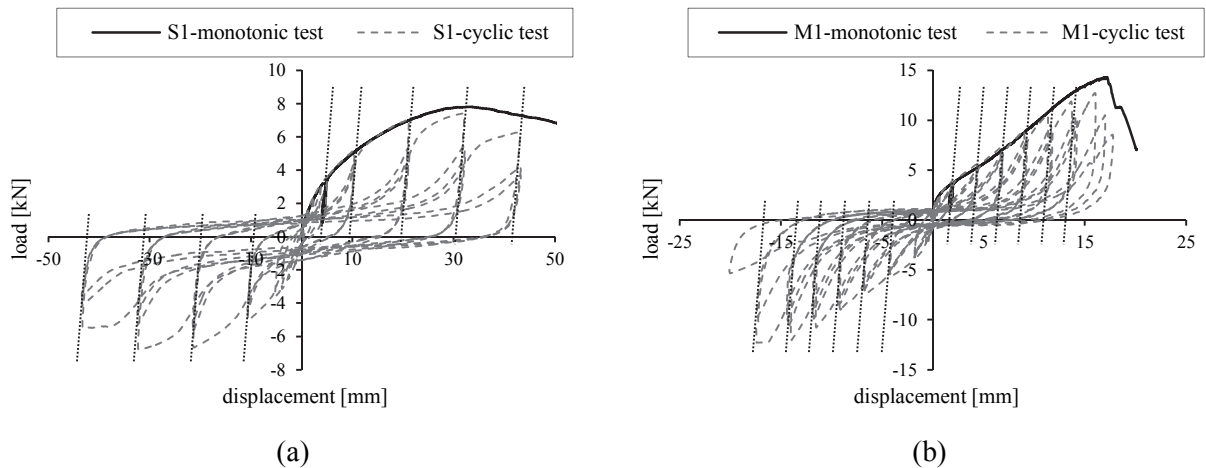 S1-monotonic test S1-cyclic test
10
8
6
4
2
0
-2
-4
-6
-8
-50 -30 -10 10 30 50
load [kN]
displacement [mm]
(a)
M1-monotonic test M1-cyclic test
15
10
5
0
-5
-10
-15
-25 -15 -5 5 15 25
load [kN]
displacement [mm]
(b)